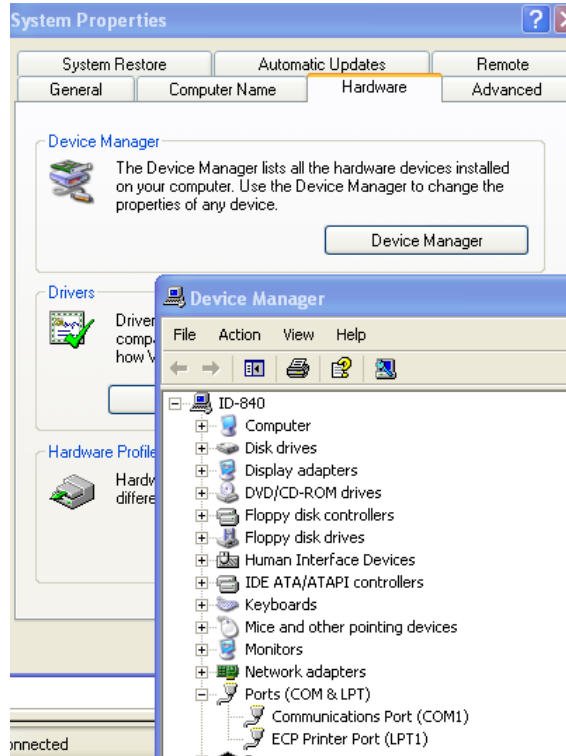 System Properties
System Restore Automatic Updates Remote
General Computer Name Hardware Advanced
Device Manager
The Device Manager lists all the hardware devices installed
on your computer. Use the Device Manager to change the
properties of any device.
Device Manager
Drivers
how
Hardware Profile
Device Manager
File Action View Help
ID-840
Computer
Disk drives
Display adapters
DVD/CD-ROM drives
Floppy disk controllers
Floppy disk drives
Human Interface Devices
IDE ATA/ATAPI controllers
Keyboards
Mice and other pointing devices
Monitors
Network adapters
Ports (COM & LPT)
Communications Port (COM1)
ECP Printer Port (LPT1)
nnected